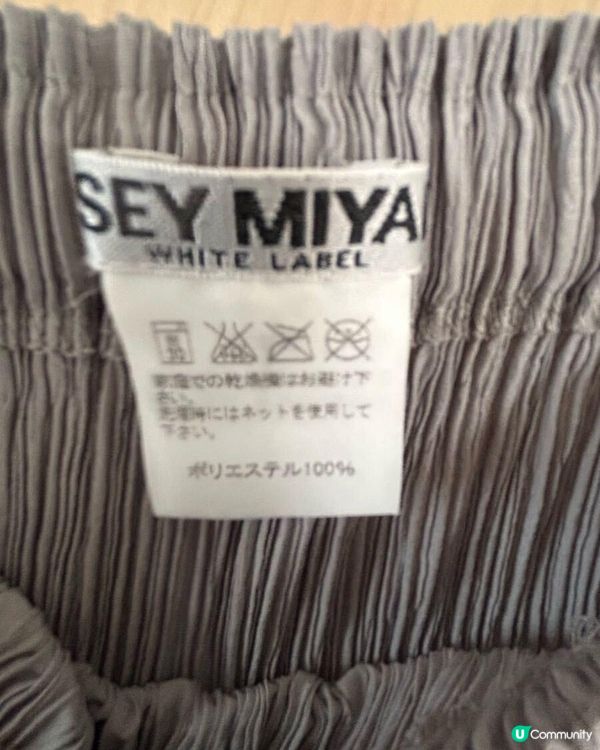 SEY MIYA
WHITE LABEL
30
家庭での乾燥機はお避け下
さい。
洗濯時にはネットを使用して
下さい。
ポリエステル100%
U Community